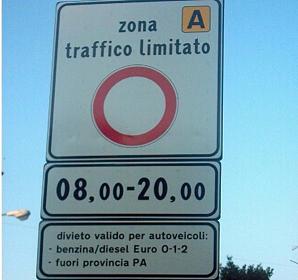 A
zona
traffico limitato
08,00-20,00
divieto valido per autoveicoli:
- benzina/diesel Euro 0-1-2
- fuori provincia PA